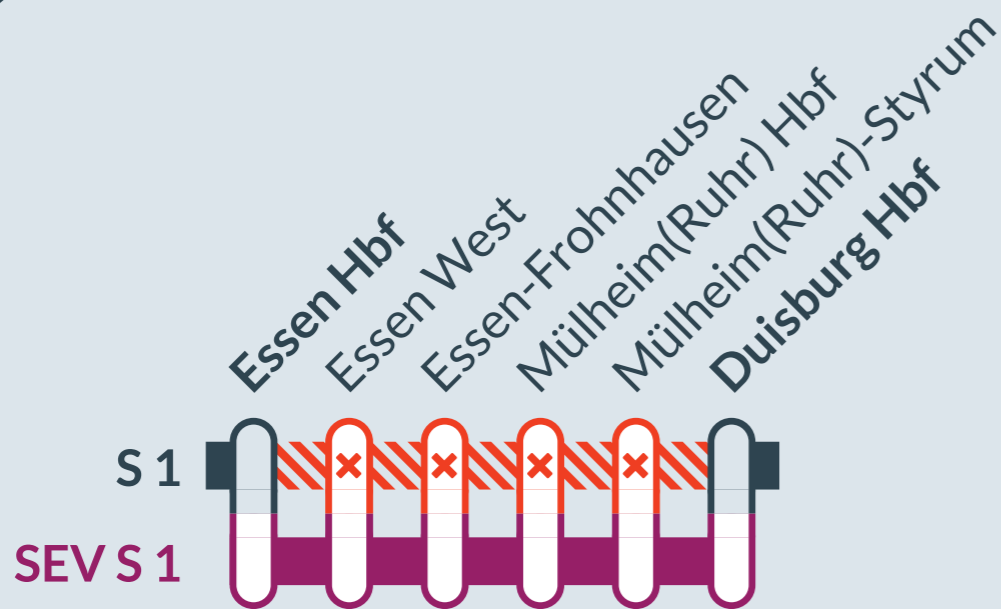 Essen Hbf
Essen West
Essen-Frohnhausen
Mülheim(Ruhr) Hbf
Mülheim(Ruhr)-Styrum
Duisburg Hbf
S 1
SEV S 1